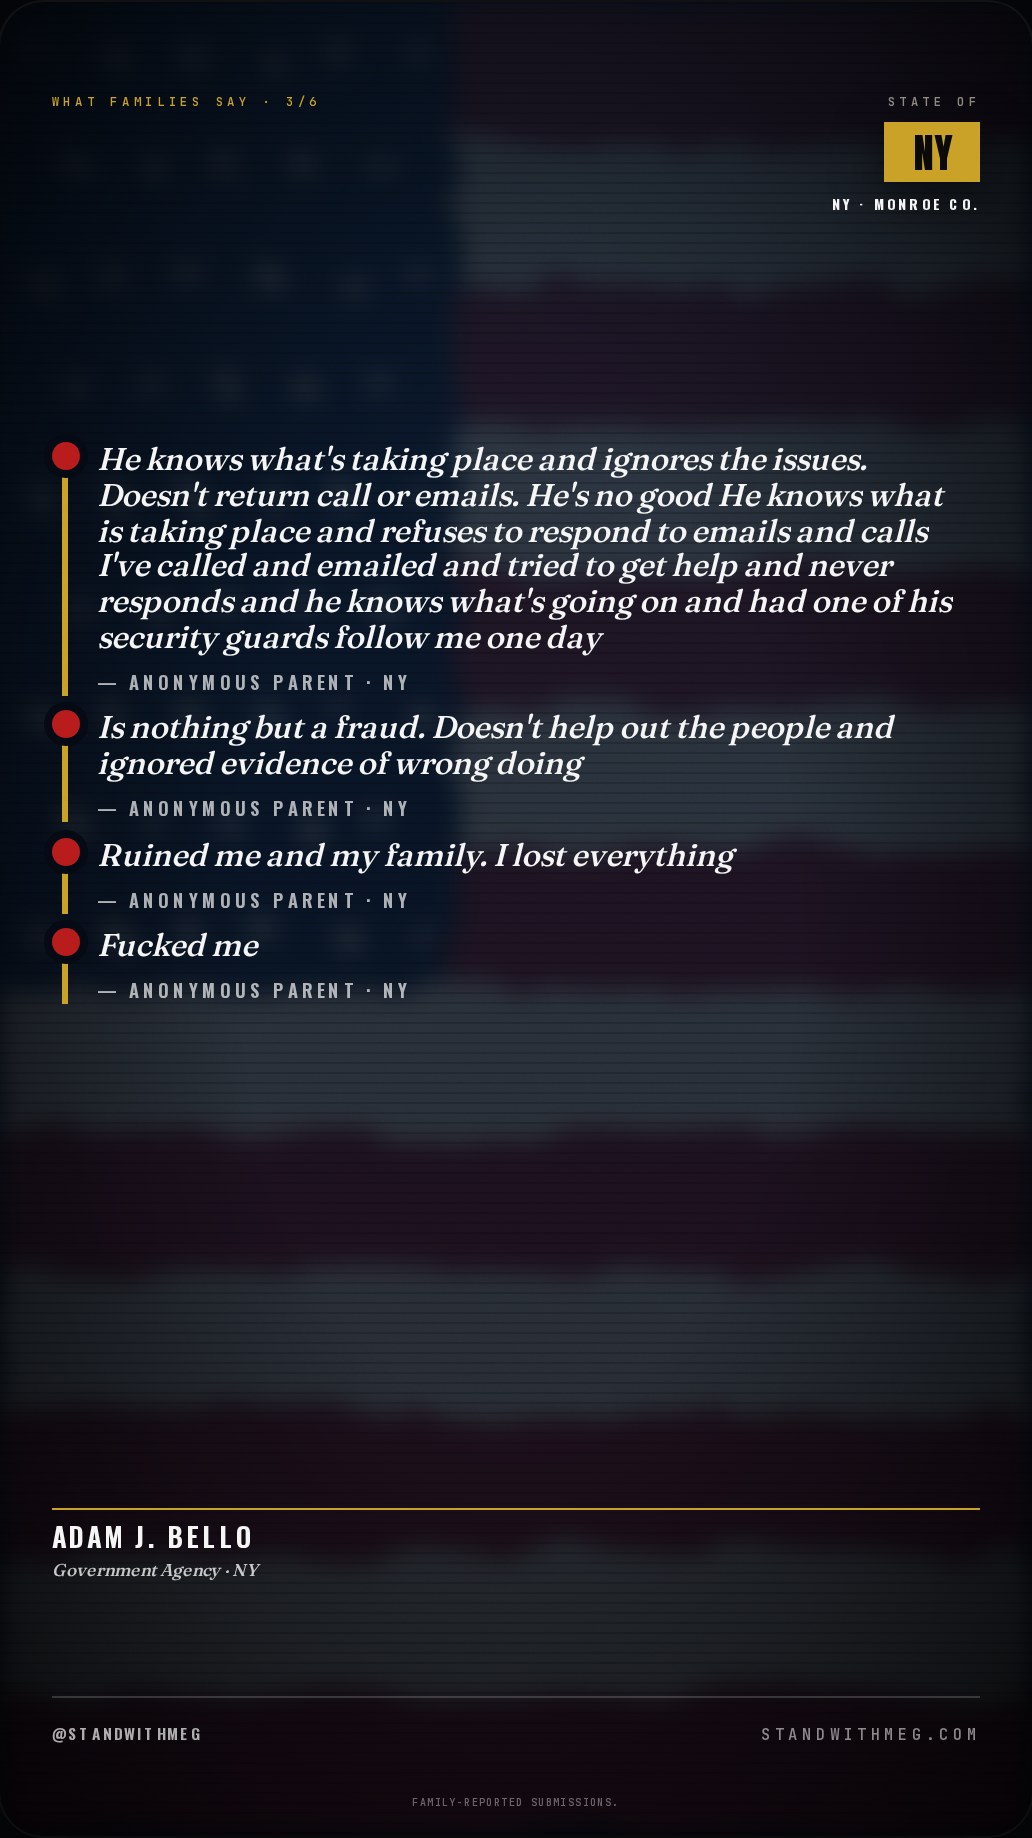 WHAT FAMILIES SAY · 3/6
STATE OF
NY
NY · MONROE CO.
He knows what's taking place and ignores the issues.
Doesn't return call or emails. He's no good He knows what
is taking place and refuses to respond to emails and calls
I've called and emailed and tried to get help and never
responds and he knows what's going on and had one of his
security guards follow me one day
— ANONYMOUS PARENT · NY
Is nothing but a fraud. Doesn't help out the people and
ignored evidence of wrong doing
— ANONYMOUS PARENT · NY
Ruined me and my family. I lost everything
— ANONYMOUS PARENT · NY
Fucked me
— ANONYMOUS PARENT · NY
ADAM J. BELLO
Government Agency · NY
@STANDWITHMEG
STANDWITHMEG.COM
FAMILY-REPORTED SUBMISSIONS.